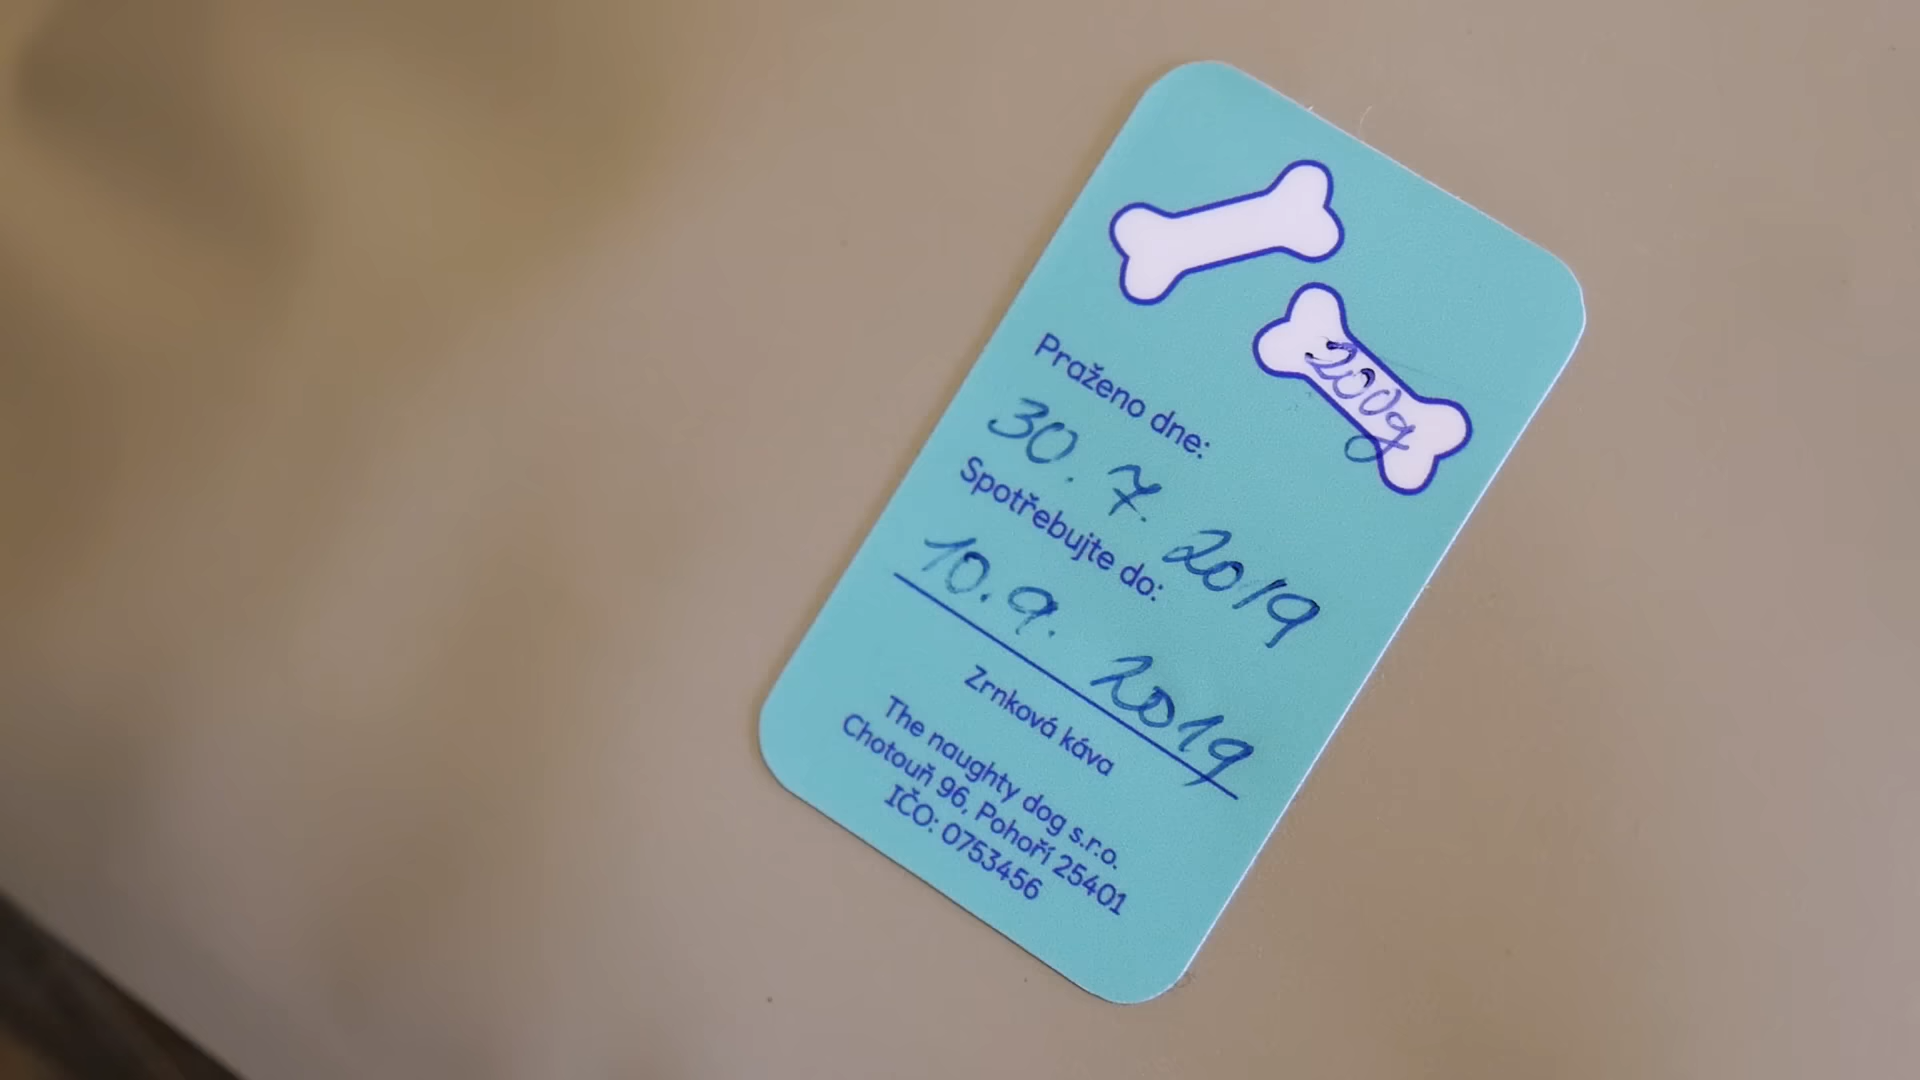 200g
Praženo dne:
30. 7. 2019
Spotřebujte do:
10. 9. 2019
Zrnková káva
The naughty dog s.r.o.
Chotouň 96, Pohoří 25401
IČO: 0753456